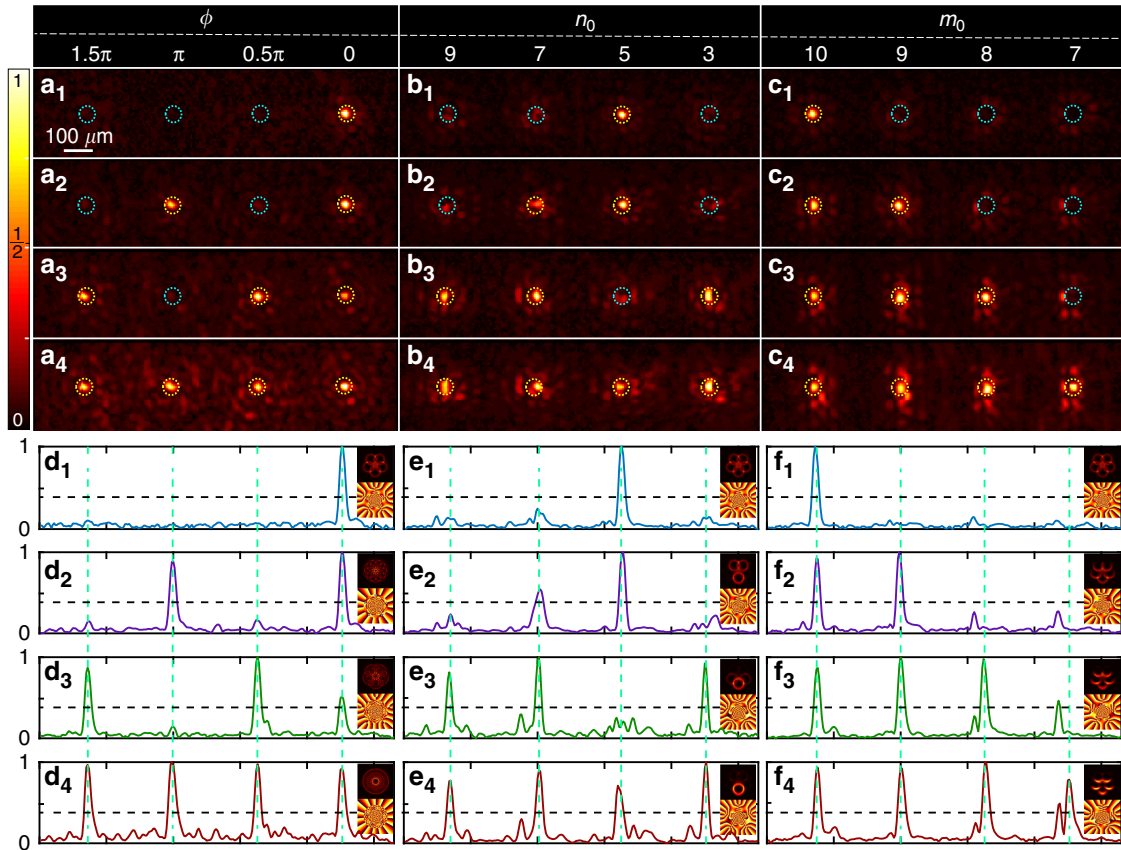 ϕ n₀ m₀
1.5π π 0.5π 0 9 7 5 3 10 9 8 7
1 a₁ b₁ c₁
100 μm
a₂ b₂ c₂
1/2
a₃ b₃ c₃
a₄ b₄ c₄
0
1 d₁ e₁ f₁
0
1 d₂ e₂ f₂
0
1 d₃ e₃ f₃
0
1 d₄ e₄ f₄
0